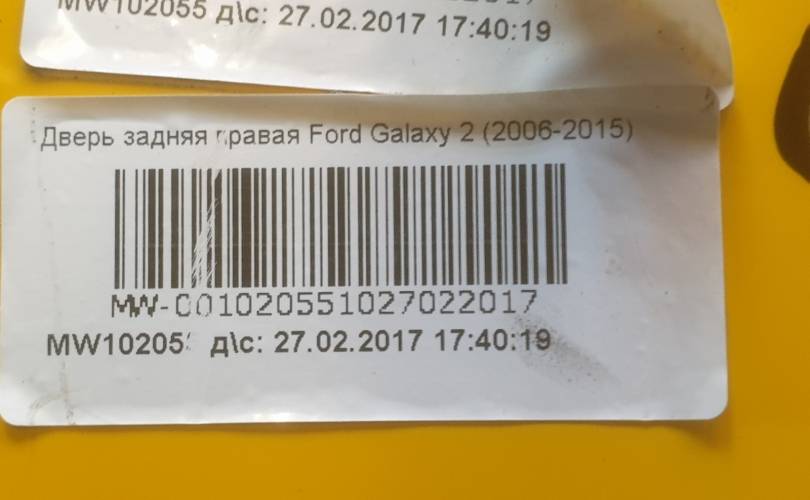 MW102055 д\с: 27.02.2017 17:40:19
Дверь задняя правая Ford Galaxy 2 (2006-2015)
MW-001020551027022017
MW102055 д\с: 27.02.2017 17:40:19